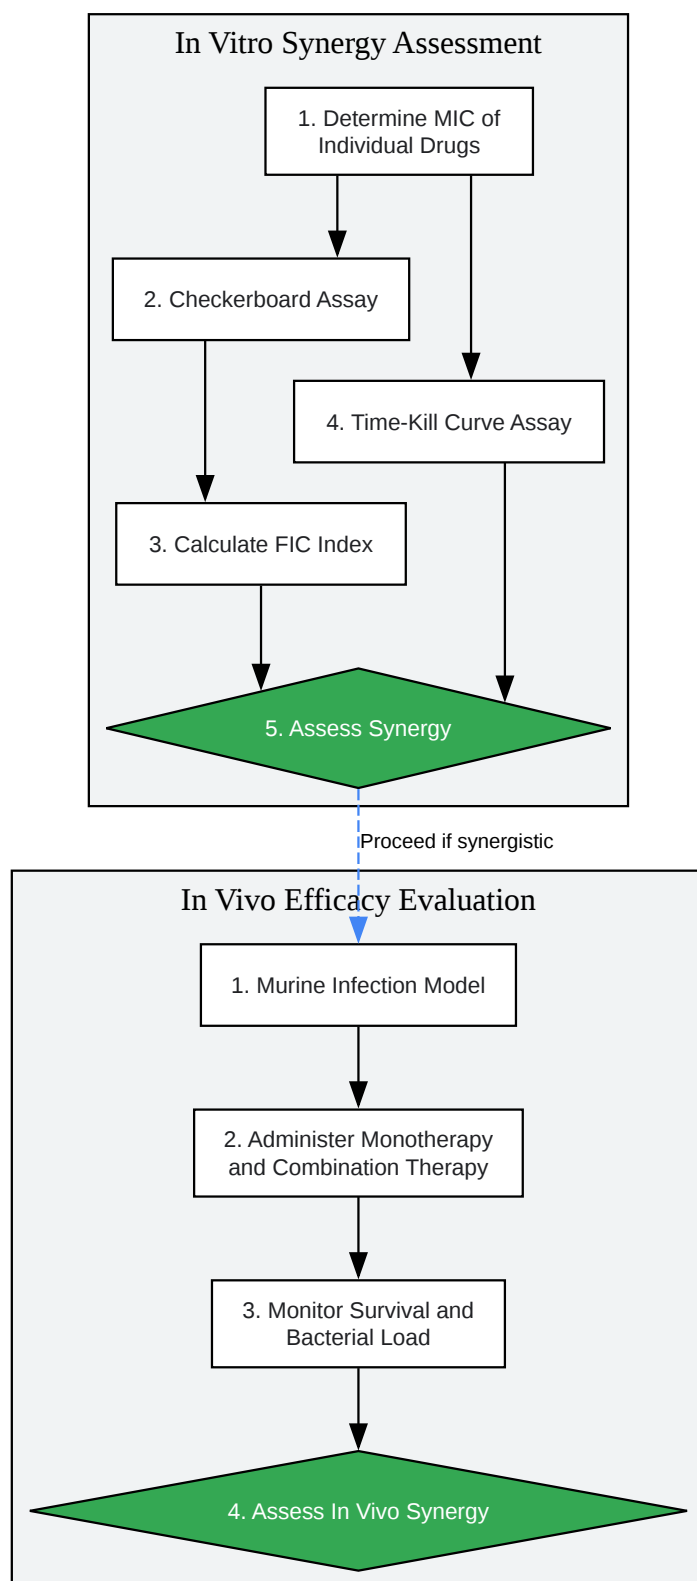 In Vitro Synergy Assessment
1. Determine MIC of
Individual Drugs
2. Checkerboard Assay
4. Time-Kill Curve Assay
3. Calculate FIC Index
5. Assess Synergy
Proceed if synergistic
In Vivo Efficacy Evaluation
1. Murine Infection Model
2. Administer Monotherapy
and Combination Therapy
3. Monitor Survival and
Bacterial Load
4. Assess In Vivo Synergy